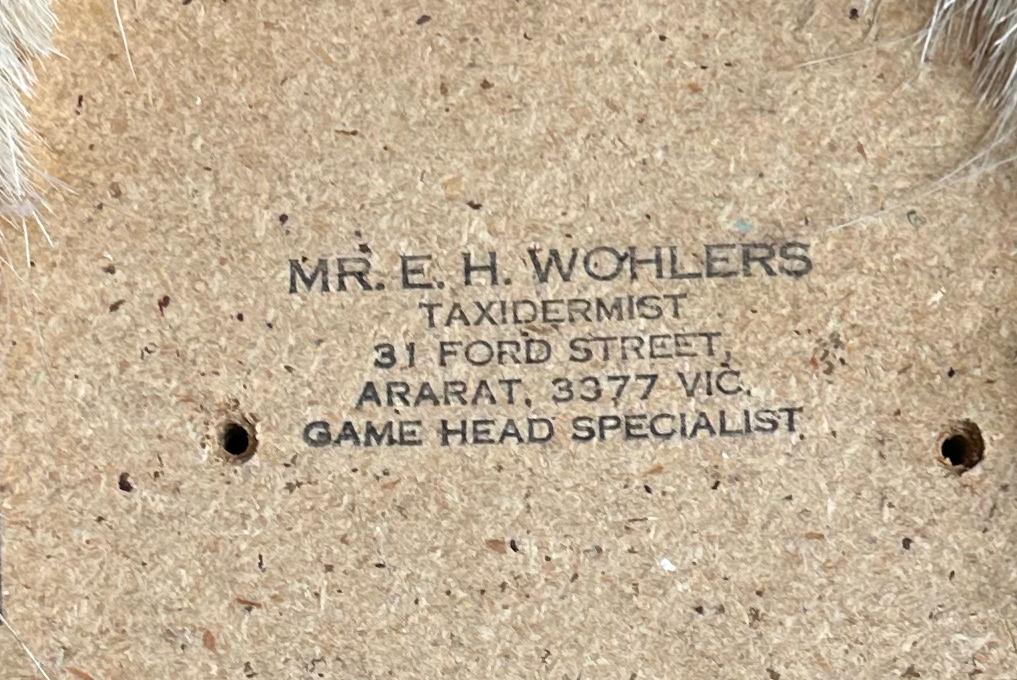 MR. E. H. WOHLERS
TAXIDERMIST
31 FORD STREET,
ARARAT, 3377 VIC.
GAME HEAD SPECIALIST.